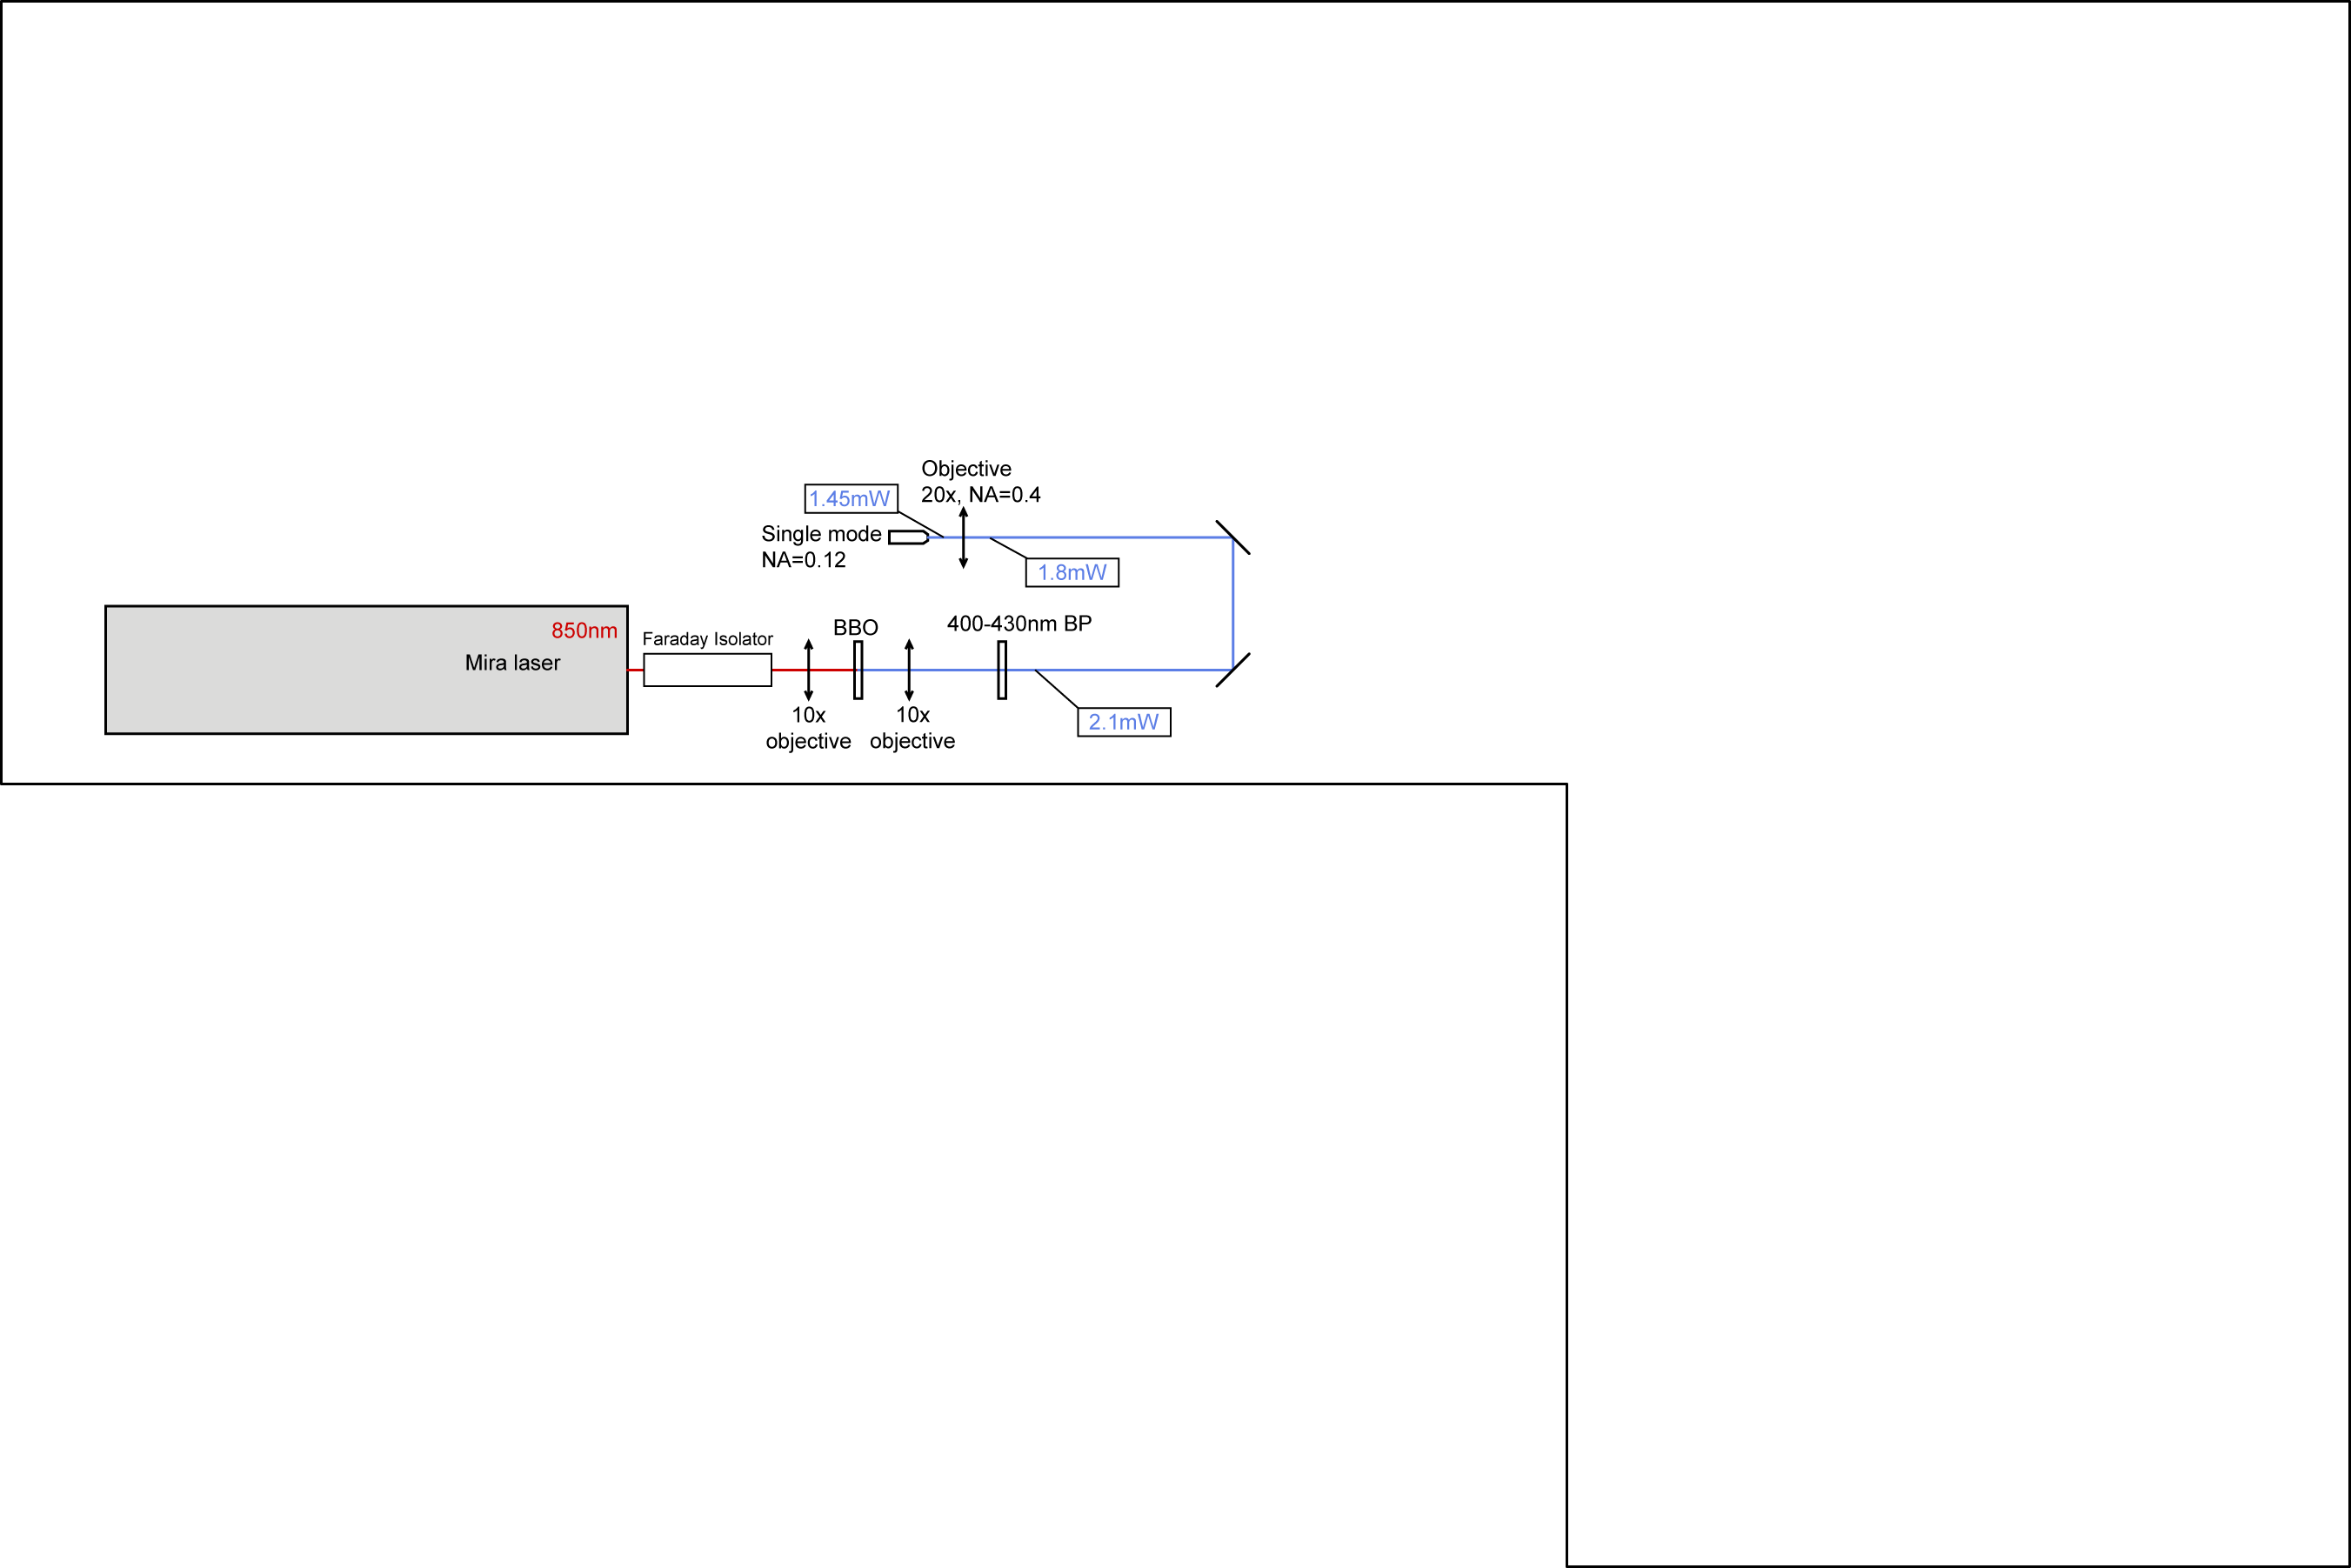 Objective
20x, NA=0.4
1.45mW
Single mode
NA=0.12
1.8mW
850nm
Mira laser
Faraday Isolator
BBO
400-430nm BP
10x
objective
10x
objective
2.1mW